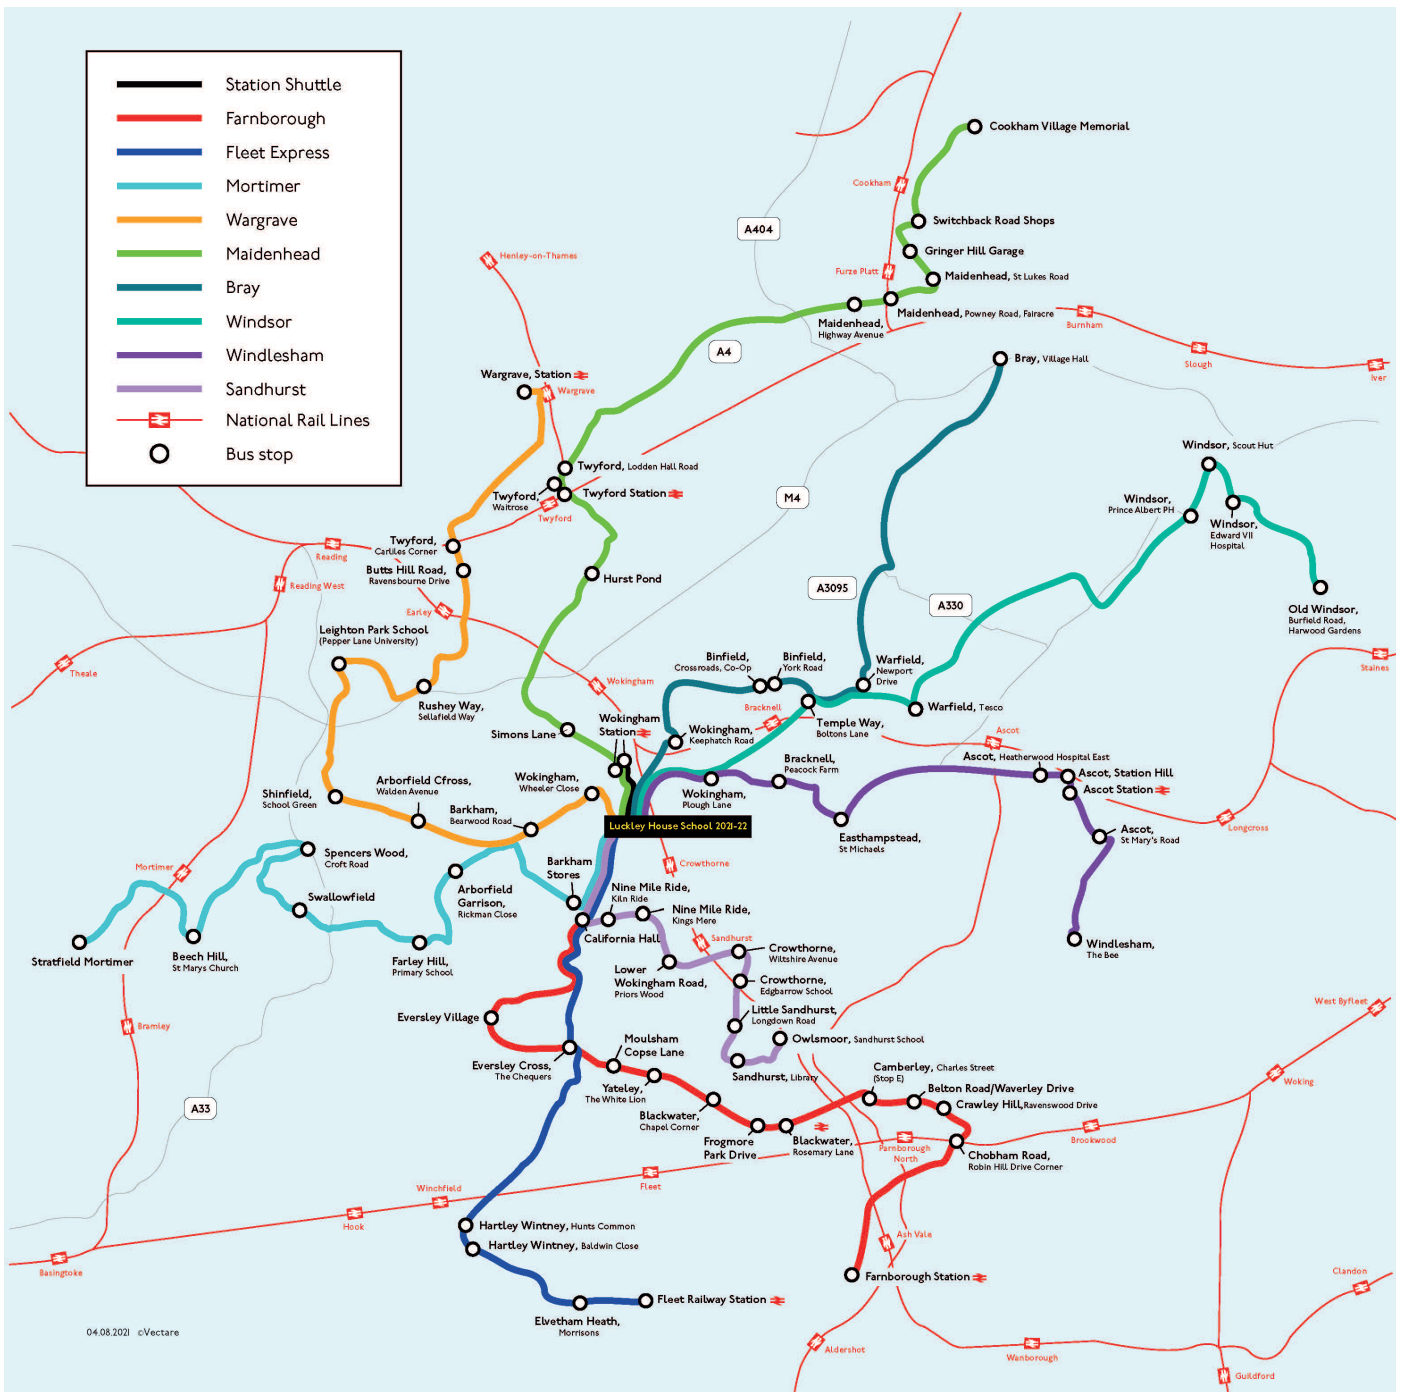 Station Shuttle
Farnborough
Fleet Express
Mortimer
Wargrave
Maidenhead
Bray
Windsor
Windlesham
Sandhurst
National Rail Lines
Bus stop
Cookham Village Memorial
Cookham
Switchback Road Shops
A404
Gringer Hill Garage
Henley-on-Thames
Furze Platt
Maidenhead, St Lukes Road
Maidenhead, Powney Road, Fairacre
Maidenhead,
Highway Avenue
Burnham
A4
Slough
Iver
Bray, Village Hall
Wargrave, Station
Wargrave
Windsor, Scout Hut
Twyford, Lodden Hall Road
Twyford,
Waitrose
Twyford Station
Twyford
M4
Windsor,
Prince Albert PH
Windsor,
Edward VII
Hospital
Twyford,
Carliles Corner
Reading
Butts Hill Road,
Ravensbourne Drive
Reading West
Hurst Pond
A3095
A330
Earley
Old Windsor,
Burfield Road,
Harwood Gardens
Leighton Park School
(Pepper Lane University)
Theale
Staines
Binfield,
Crossroads, Co-Op
Binfield,
York Road
Warfield,
Newport
Drive
Wokingham
Rushey Way,
Sellafield Way
Bracknell
Warfield, Tesco
Wokingham
Station
Simons Lane
Wokingham,
Keephatch Road
Temple Way,
Boltons Lane
Ascot
Bracknell,
Peacock Farm
Ascot, Heatherwood Hospital East
Ascot, Station Hill
Ascot Station
Arborfield Cfross,
Walden Avenue
Wokingham,
Wheeler Close
Shinfield,
School Green
Barkham,
Bearwood Road
Wokingham,
Plough Lane
Luckley House School 2021-22
Easthampstead,
St Michaels
Longcross
Ascot,
St Mary's Road
Spencers Wood,
Croft Road
Mortimer
Barkham
Stores
Crowthorne
Arborfield
Garrison,
Rickman Close
Swallowfield
Nine Mile Ride,
Kiln Ride
Nine Mile Ride,
Kings Mere
California Hall
Sandhurst
Crowthorne,
Wiltshire Avenue
Windlesham,
The Bee
Stratfield Mortimer
Beech Hill,
St Marys Church
Farley Hill,
Primary School
Lower
Wokingham Road,
Priors Wood
Crowthorne,
Edgbarrow School
West Byfleet
Eversley Village
Little Sandhurst,
Longdown Road
Bramley
Owlsmoor, Sandhurst School
Moulsham
Copse Lane
Eversley Cross,
The Chequers
Sandhurst, Library
Camberley, Charles Street
(Stop E)
Woking
Yateley,
The White Lion
Belton Road/Waverley Drive
Crawley Hill, Ravenswood Drive
A33
Blackwater,
Chapel Corner
Frogmore
Park Drive
Blackwater,
Rosemary Lane
Parnborough
North
Brookwood
Chobham Road,
Robin Hill Drive Corner
Fleet
Winchfield
Hook
Hartley Wintney, Hunts Common
Hartley Wintney, Baldwin Close
Ash Vale
Basingtoke
Farnborough Station
Clandon
Fleet Railway Station
Elvetham Heath,
Morrisons
04.08.2021 ©Vectare
Aldershot
Wanborough
Guildford